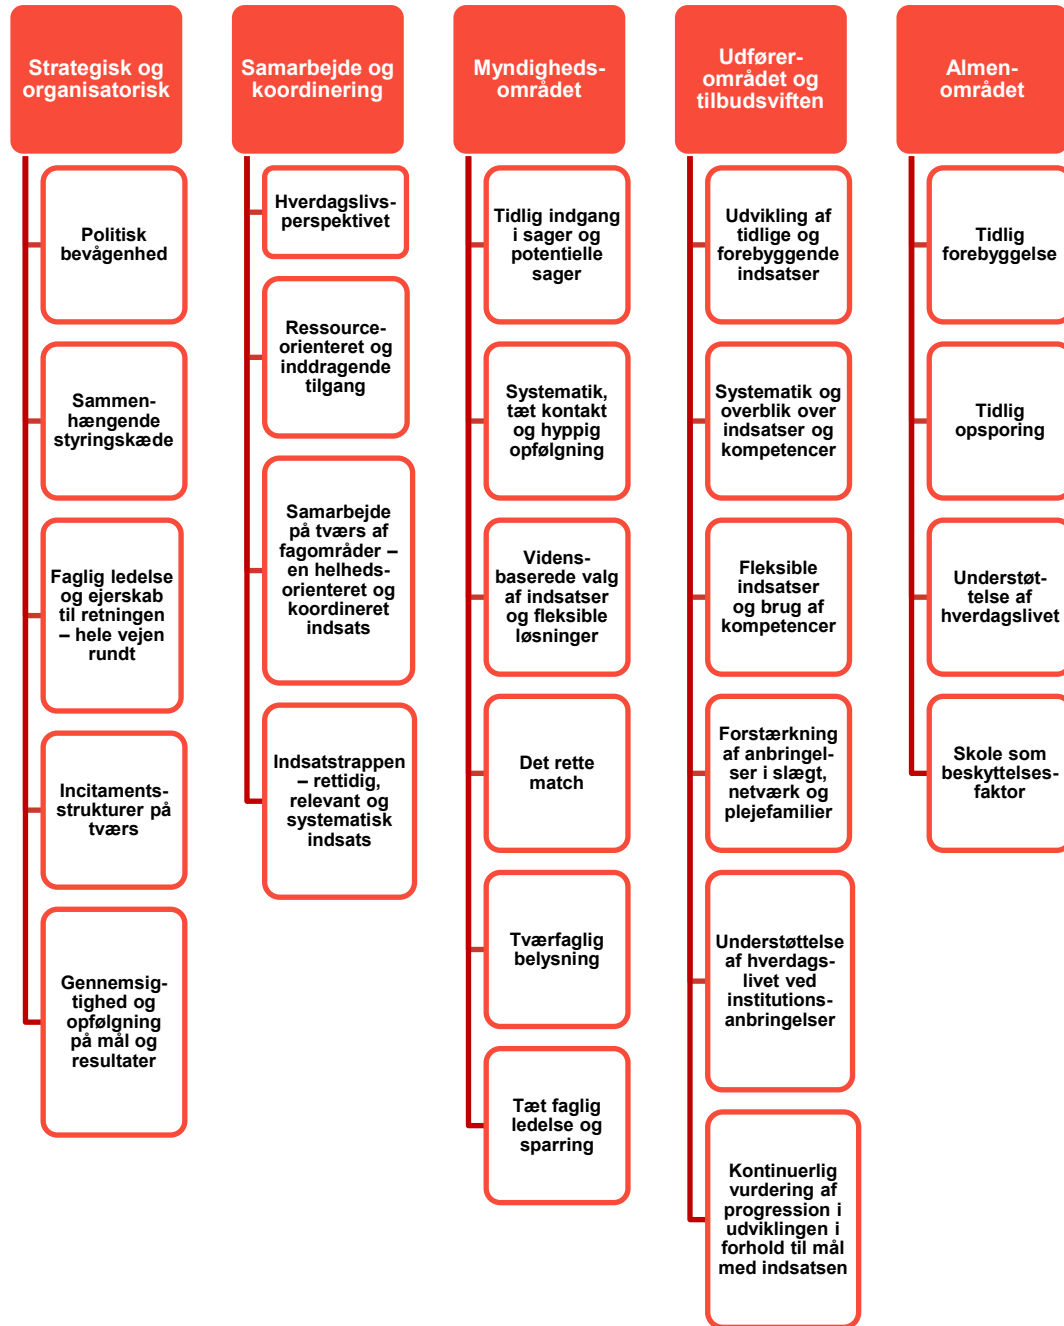 Strategisk og
organisatorisk
Politisk
bevågenhed
Sammen-
hængende
styringskæde
Faglig ledelse
og ejerskab
til retningen
– hele vejen
rundt
Incitaments-
strukturer på
tværs
Gennemsig-
tighed og
opfølgning
på mål og
resultater
Samarbejde og
koordinering
Hverdagslivs-
perspektivet
Ressource-
orienteret og
inddragende
tilgang
Samarbejde
på tværs af
fagområder –
en helheds-
orienteret og
koordineret
indsats
Indsatstrappen
– rettidig,
relevant og
systematisk
indsats
Myndigheds-
området
Tidlig indgang
i sager og
potentielle
sager
Systematik,
tæt kontakt
og hyppig
opfølgning
Videns-
baserede valg
af indsatser
og fleksible
løsninger
Det rette
match
Tværfaglig
belysning
Tæt faglig
ledelse og
sparring
Udfører-
området og
tilbudsviften
Udvikling af
tidlige og
forebyggende
indsatser
Systematik og
overblik over
indsatser og
kompetencer
Fleksible
indsatser
og brug af
kompetencer
Forstærkning
af anbringel-
ser i slægt,
netværk og
plejefamilier
Understøttelse
af hverdags-
livet ved
institutions-
anbringelser
Kontinuerlig
vurdering af
progression i
udviklingen i
forhold til mål
med indsatsen
Almen-
området
Tidlig
forebyggelse
Tidlig
opsporing
Understøt-
telse af
hverdagslivet
Skole som
beskyttelses-
faktor